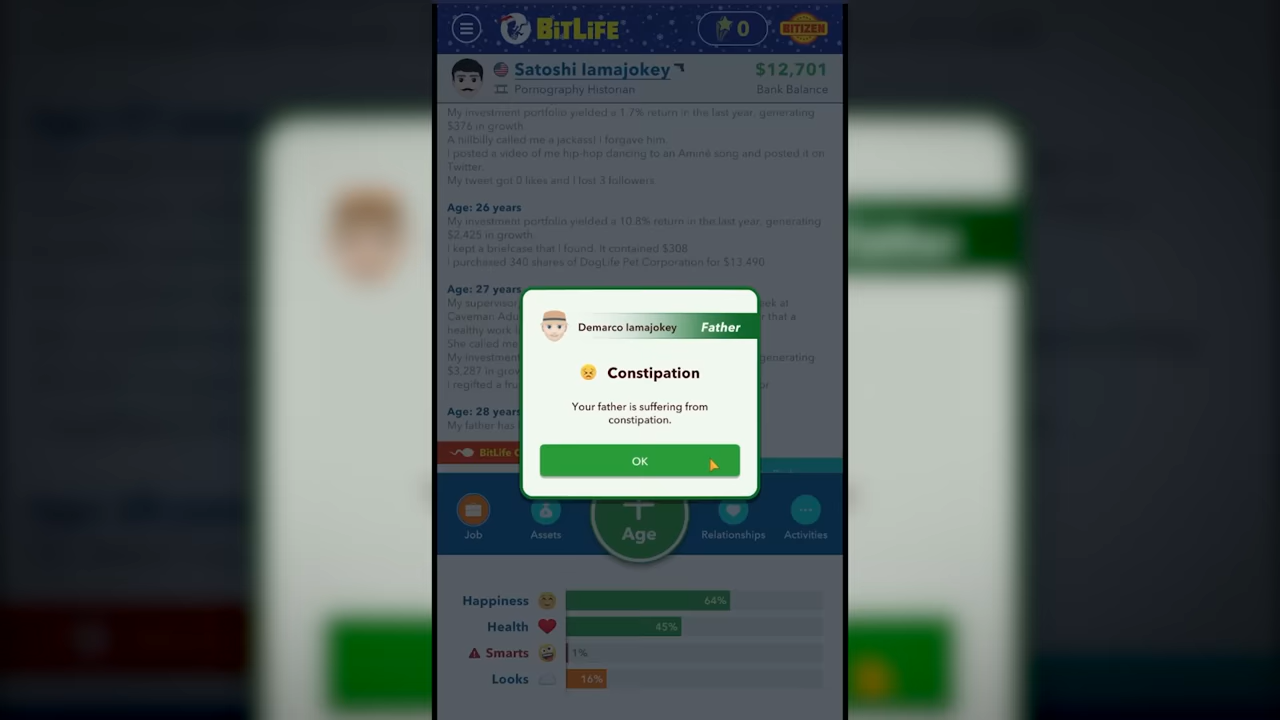 BitLife
0
BITIZEN
Satoshi Iamajokey
$12,701
Pornography Historian
Bank Balance
My investment portfolio yielded a 1.7% return in the last year, generating
$376 in growth.
A hillbilly called me a jackass! I forgave him.
I posted a video of me hip-hop dancing to an Aminé song and posted it on
Twitter.
My tweet got 0 likes and I lost 3 followers
Age: 26 years
My investment portfolio yielded a 10.8% return in the last year, generating
$2,425 in growth.
I kept a briefcase that I found. It contained $308
I purchased 340 shares of DogLife Pet Corporation for $13,490
Age: 27 years
My supervisor
Caveman Adu
that a
healthy work
She called me
My investment
generating
$3,287 in grow
I regifted a fru
Age: 28 years
My father has
Demarco Iamajokey
Father
Constipation
Your father is suffering from
constipation.
OK
BitLife
Job
Assets
Age
Relationships
Activities
Happiness
64%
Health
45%
Smarts
1%
Looks
16%